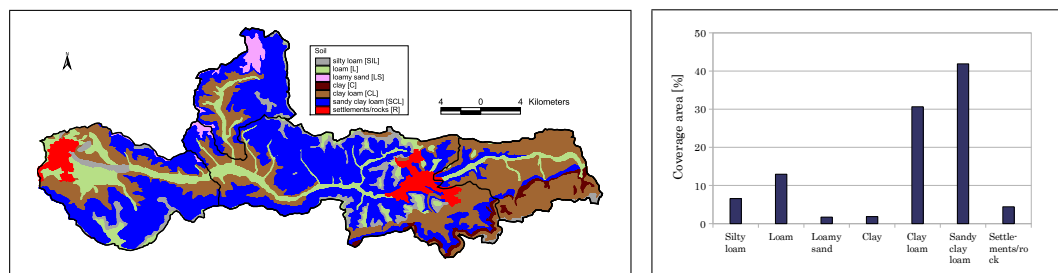 N
Soil
silty loam [SIL]
loam [L]
loamy sand [LS]
clay [C]
clay loam [CL]
sandy clay loam [SCL]
settlements/rocks [R]
4 0 4 Kilometers
Coverage area [%]
50
40
30
20
10
0
Silty
loam
Loam
Loamy
sand
Clay
Clay
loam
Sandy
clay
loam
Settle-
ments/ro
ck